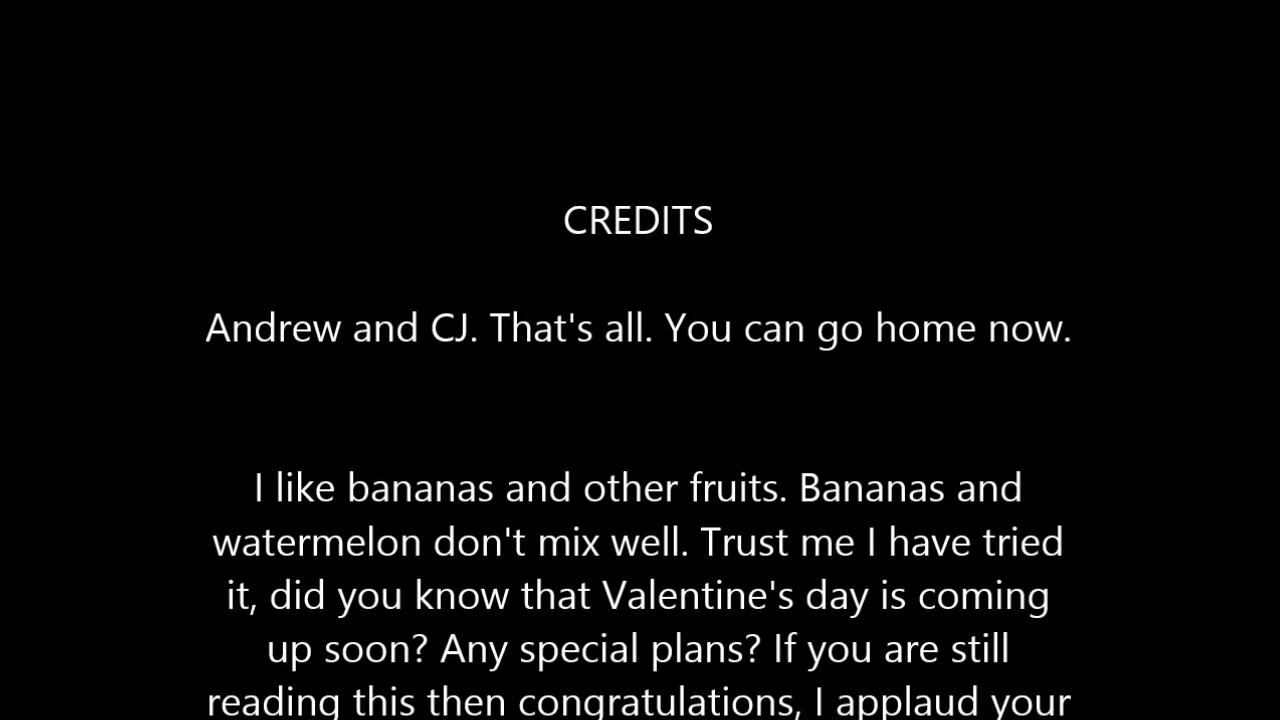 CREDITS
Andrew and CJ. That's all. You can go home now.
I like bananas and other fruits. Bananas and
watermelon don't mix well. Trust me I have tried
it, did you know that Valentine's day is coming
up soon? Any special plans? If you are still
reading this then congratulations, I applaud your